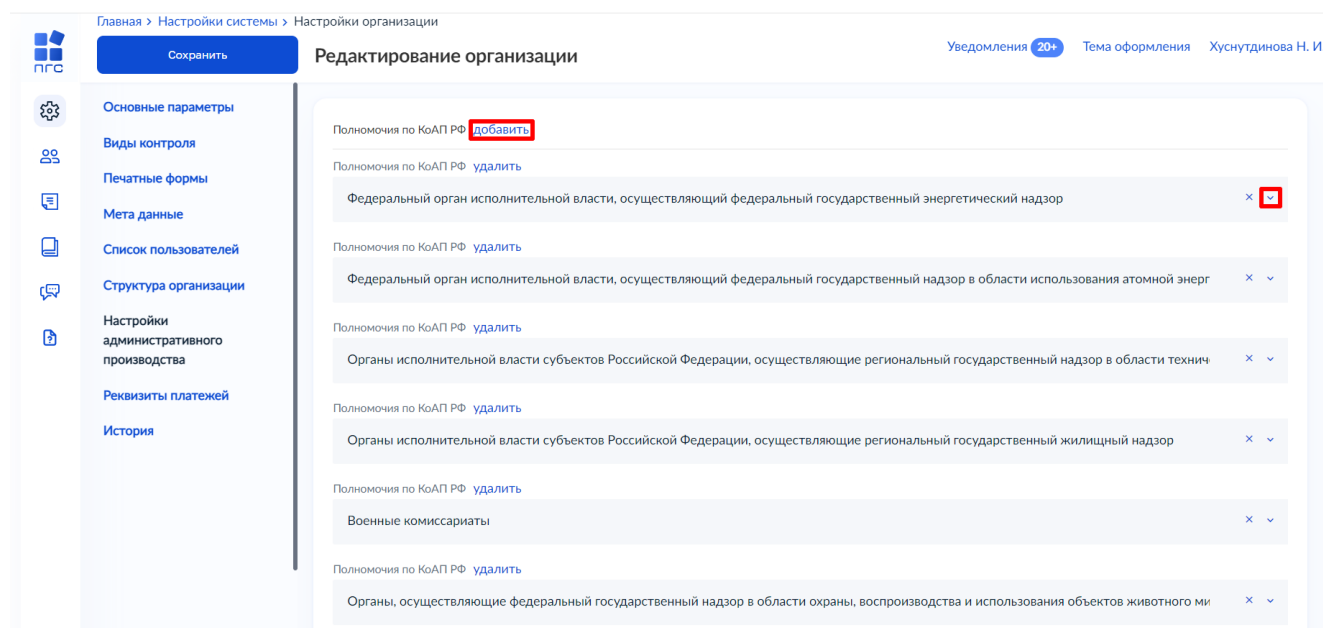 Главная > Настройки системы > Настройки организации
ПГС
Сохранить
Редактирование организации
Уведомления 20+ Тема оформления Хуснутдинова Н. И
Основные параметры
Виды контроля
Печатные формы
Мета данные
Список пользователей
Структура организации
Настройки
административного
производства
Реквизиты платежей
История
Полномочия по КоАП РФ добавить
Полномочия по КоАП РФ удалить
Федеральный орган исполнительной власти, осуществляющий федеральный государственный энергетический надзор
Полномочия по КоАП РФ удалить
Федеральный орган исполнительной власти, осуществляющий федеральный государственный надзор в области использования атомной энерг
Полномочия по КоАП РФ удалить
Органы исполнительной власти субъектов Российской Федерации, осуществляющие региональный государственный надзор в области технич
Полномочия по КоАП РФ удалить
Органы исполнительной власти субъектов Российской Федерации, осуществляющие региональный государственный жилищный надзор
Полномочия по КоАП РФ удалить
Военные комиссариаты
Полномочия по КоАП РФ удалить
Органы, осуществляющие федеральный государственный надзор в области охраны, воспроизводства и использования объектов животного ми